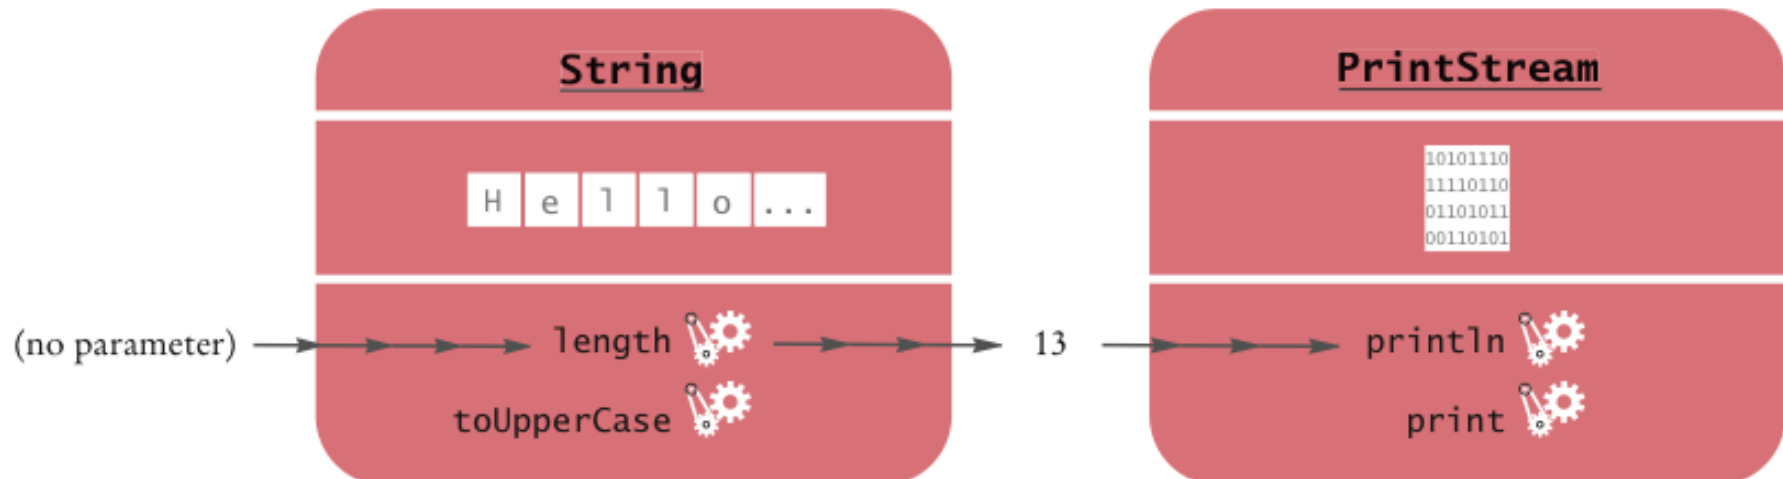 String
H e l l o ...
(no parameter) length 13
toUpperCase
PrintStream
10101110
11110110
01101011
00110101
println
print